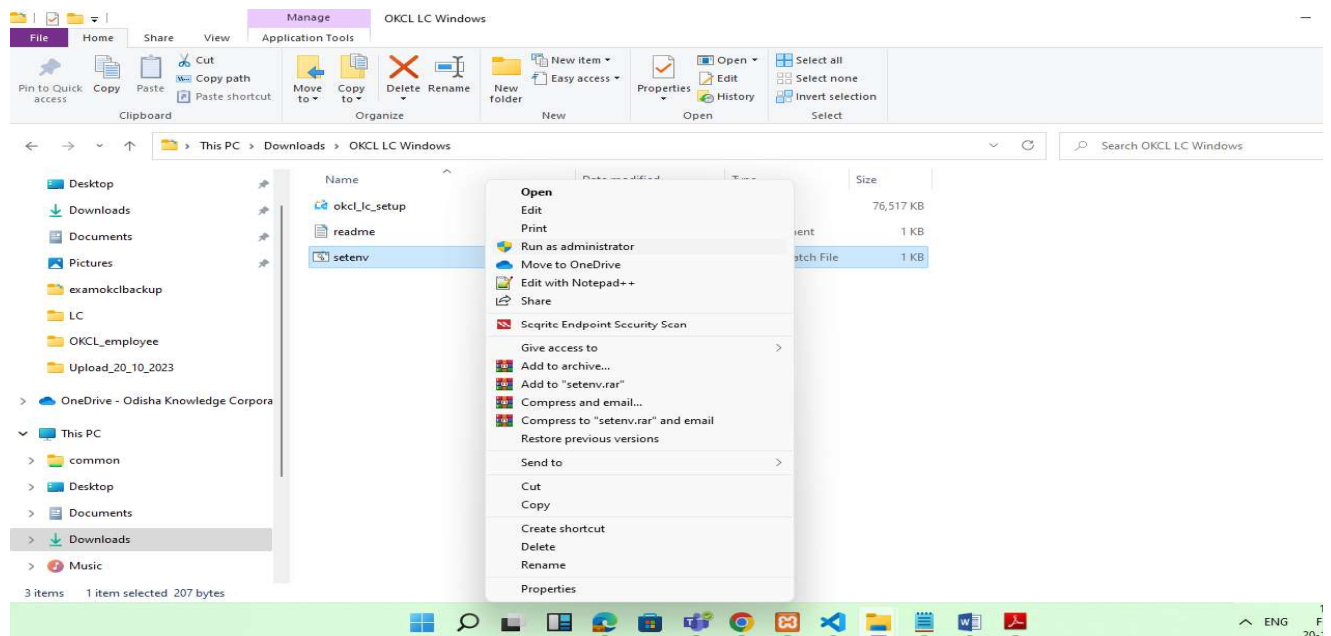 Manage OKCL LC Windows
File Home Share View Application Tools
Pin to Quick access
Copy
Paste
Cut
Copy path
Paste shortcut
Clipboard
Move to
Copy to
Delete
Rename
Organize
New folder
New item
Easy access
New
Properties
Open
Edit
History
Open
Select all
Select none
Invert selection
Select
This PC > Downloads > OKCL LC Windows
Search OKCL LC Windows
Desktop
Downloads
Documents
Pictures
examokclbackup
LC
OKCL_employee
Upload_20_10_2023
OneDrive - Odisha Knowledge Corpora
This PC
common
Desktop
Documents
Downloads
Music
Name Size
okcl_lc_setup 76,517 KB
readme 1 KB
setenv atch File 1 KB
Open
Edit
Print
Run as administrator
Move to OneDrive
Edit with Notepad++
Share
Seqrite Endpoint Security Scan
Give access to >
Add to archive...
Add to "setenv.rar"
Compress and email...
Compress to "setenv.rar" and email
Restore previous versions
Send to >
Cut
Copy
Create shortcut
Delete
Rename
Properties
3 items 1 item selected 207 bytes
ENG